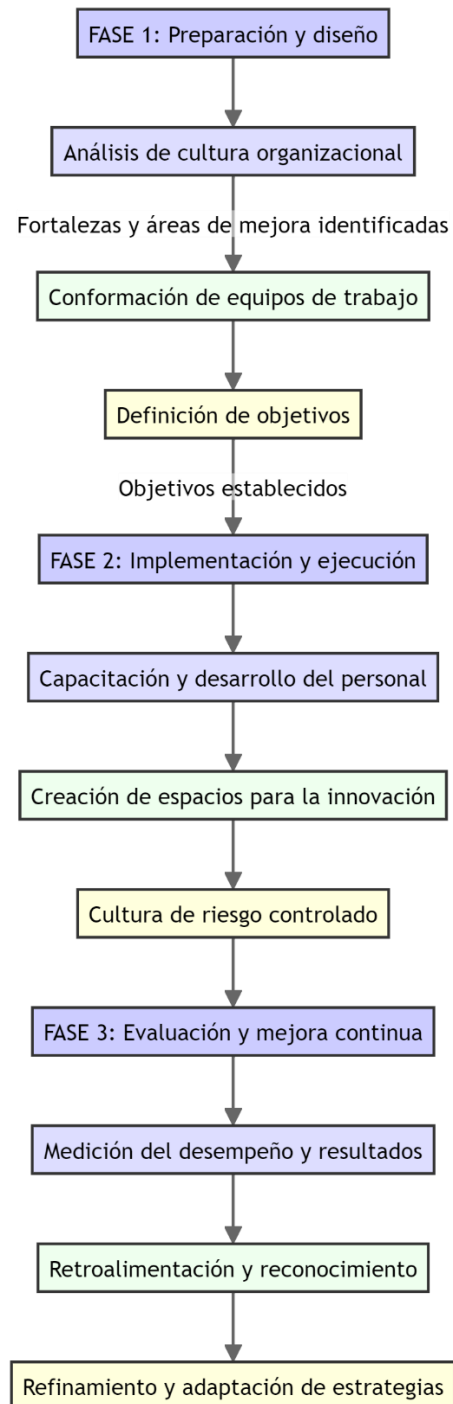 FASE 1: Preparación y diseño
Análisis de cultura organizacional
Fortalezas y áreas de mejora identificadas
Conformación de equipos de trabajo
Definición de objetivos
Objetivos establecidos
FASE 2: Implementación y ejecución
Capacitación y desarrollo del personal
Creación de espacios para la innovación
Cultura de riesgo controlado
FASE 3: Evaluación y mejora continua
Medición del desempeño y resultados
Retroalimentación y reconocimiento
Refinamiento y adaptación de estrategias